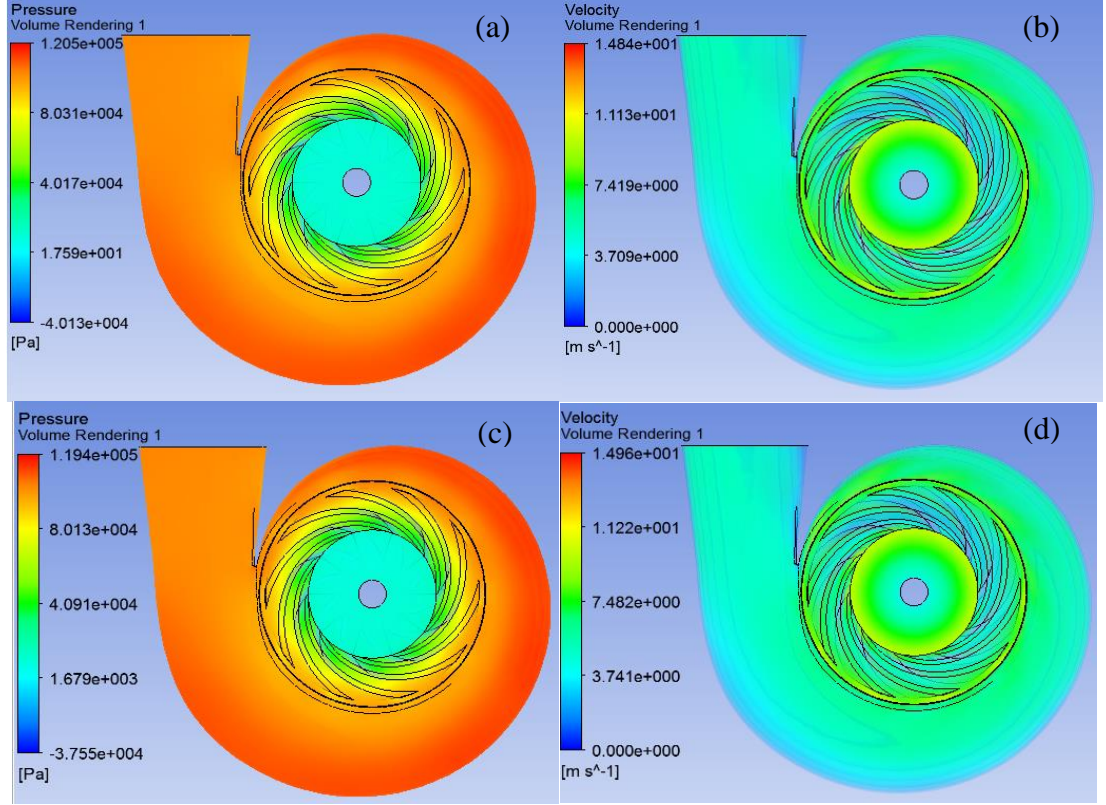 Pressure
Volume Rendering 1
1.205e+005
8.031e+004
4.017e+004
1.759e+001
-4.013e+004
[Pa]
(a)
Velocity
Volume Rendering 1
1.484e+001
1.113e+001
7.419e+000
3.709e+000
0.000e+000
[m s^-1]
(b)
Pressure
Volume Rendering 1
1.194e+005
8.013e+004
4.091e+004
1.679e+003
-3.755e+004
[Pa]
(c)
Velocity
Volume Rendering 1
1.496e+001
1.122e+001
7.482e+000
3.741e+000
0.000e+000
[m s^-1]
(d)